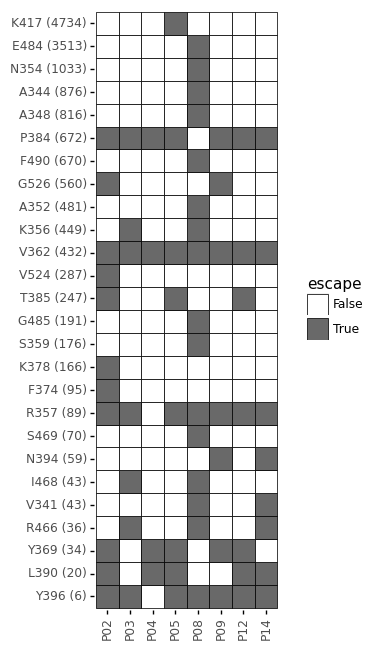 K417 (4734)
E484 (3513)
N354 (1033)
A344 (876)
A348 (816)
P384 (672)
F490 (670)
G526 (560)
A352 (481)
K356 (449)
V362 (432)
V524 (287)
T385 (247)
G485 (191)
S359 (176)
K378 (166)
F374 (95)
R357 (89)
S469 (70)
N394 (59)
I468 (43)
V341 (43)
R466 (36)
Y369 (34)
L390 (20)
Y396 (6)
P02
P03
P04
P05
P08
P09
P12
P14
escape
False
True